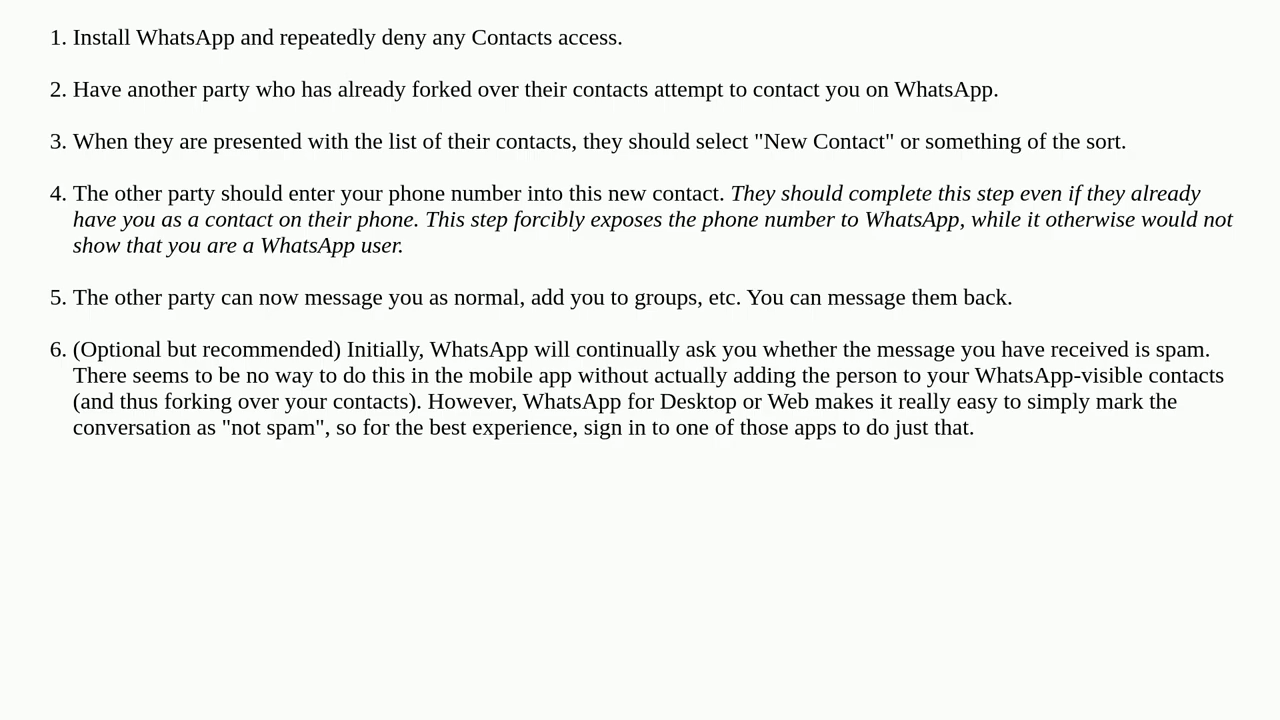 1. Install WhatsApp and repeatedly deny any Contacts access.
2. Have another party who has already forked over their contacts attempt to contact you on WhatsApp.
3. When they are presented with the list of their contacts, they should select "New Contact" or something of the sort.
4. The other party should enter your phone number into this new contact. They should complete this step even if they already
have you as a contact on their phone. This step forcibly exposes the phone number to WhatsApp, while it otherwise would not
show that you are a WhatsApp user.
5. The other party can now message you as normal, add you to groups, etc. You can message them back.
6. (Optional but recommended) Initially, WhatsApp will continually ask you whether the message you have received is spam.
There seems to be no way to do this in the mobile app without actually adding the person to your WhatsApp-visible contacts
(and thus forking over your contacts). However, WhatsApp for Desktop or Web makes it really easy to simply mark the
conversation as "not spam", so for the best experience, sign in to one of those apps to do just that.